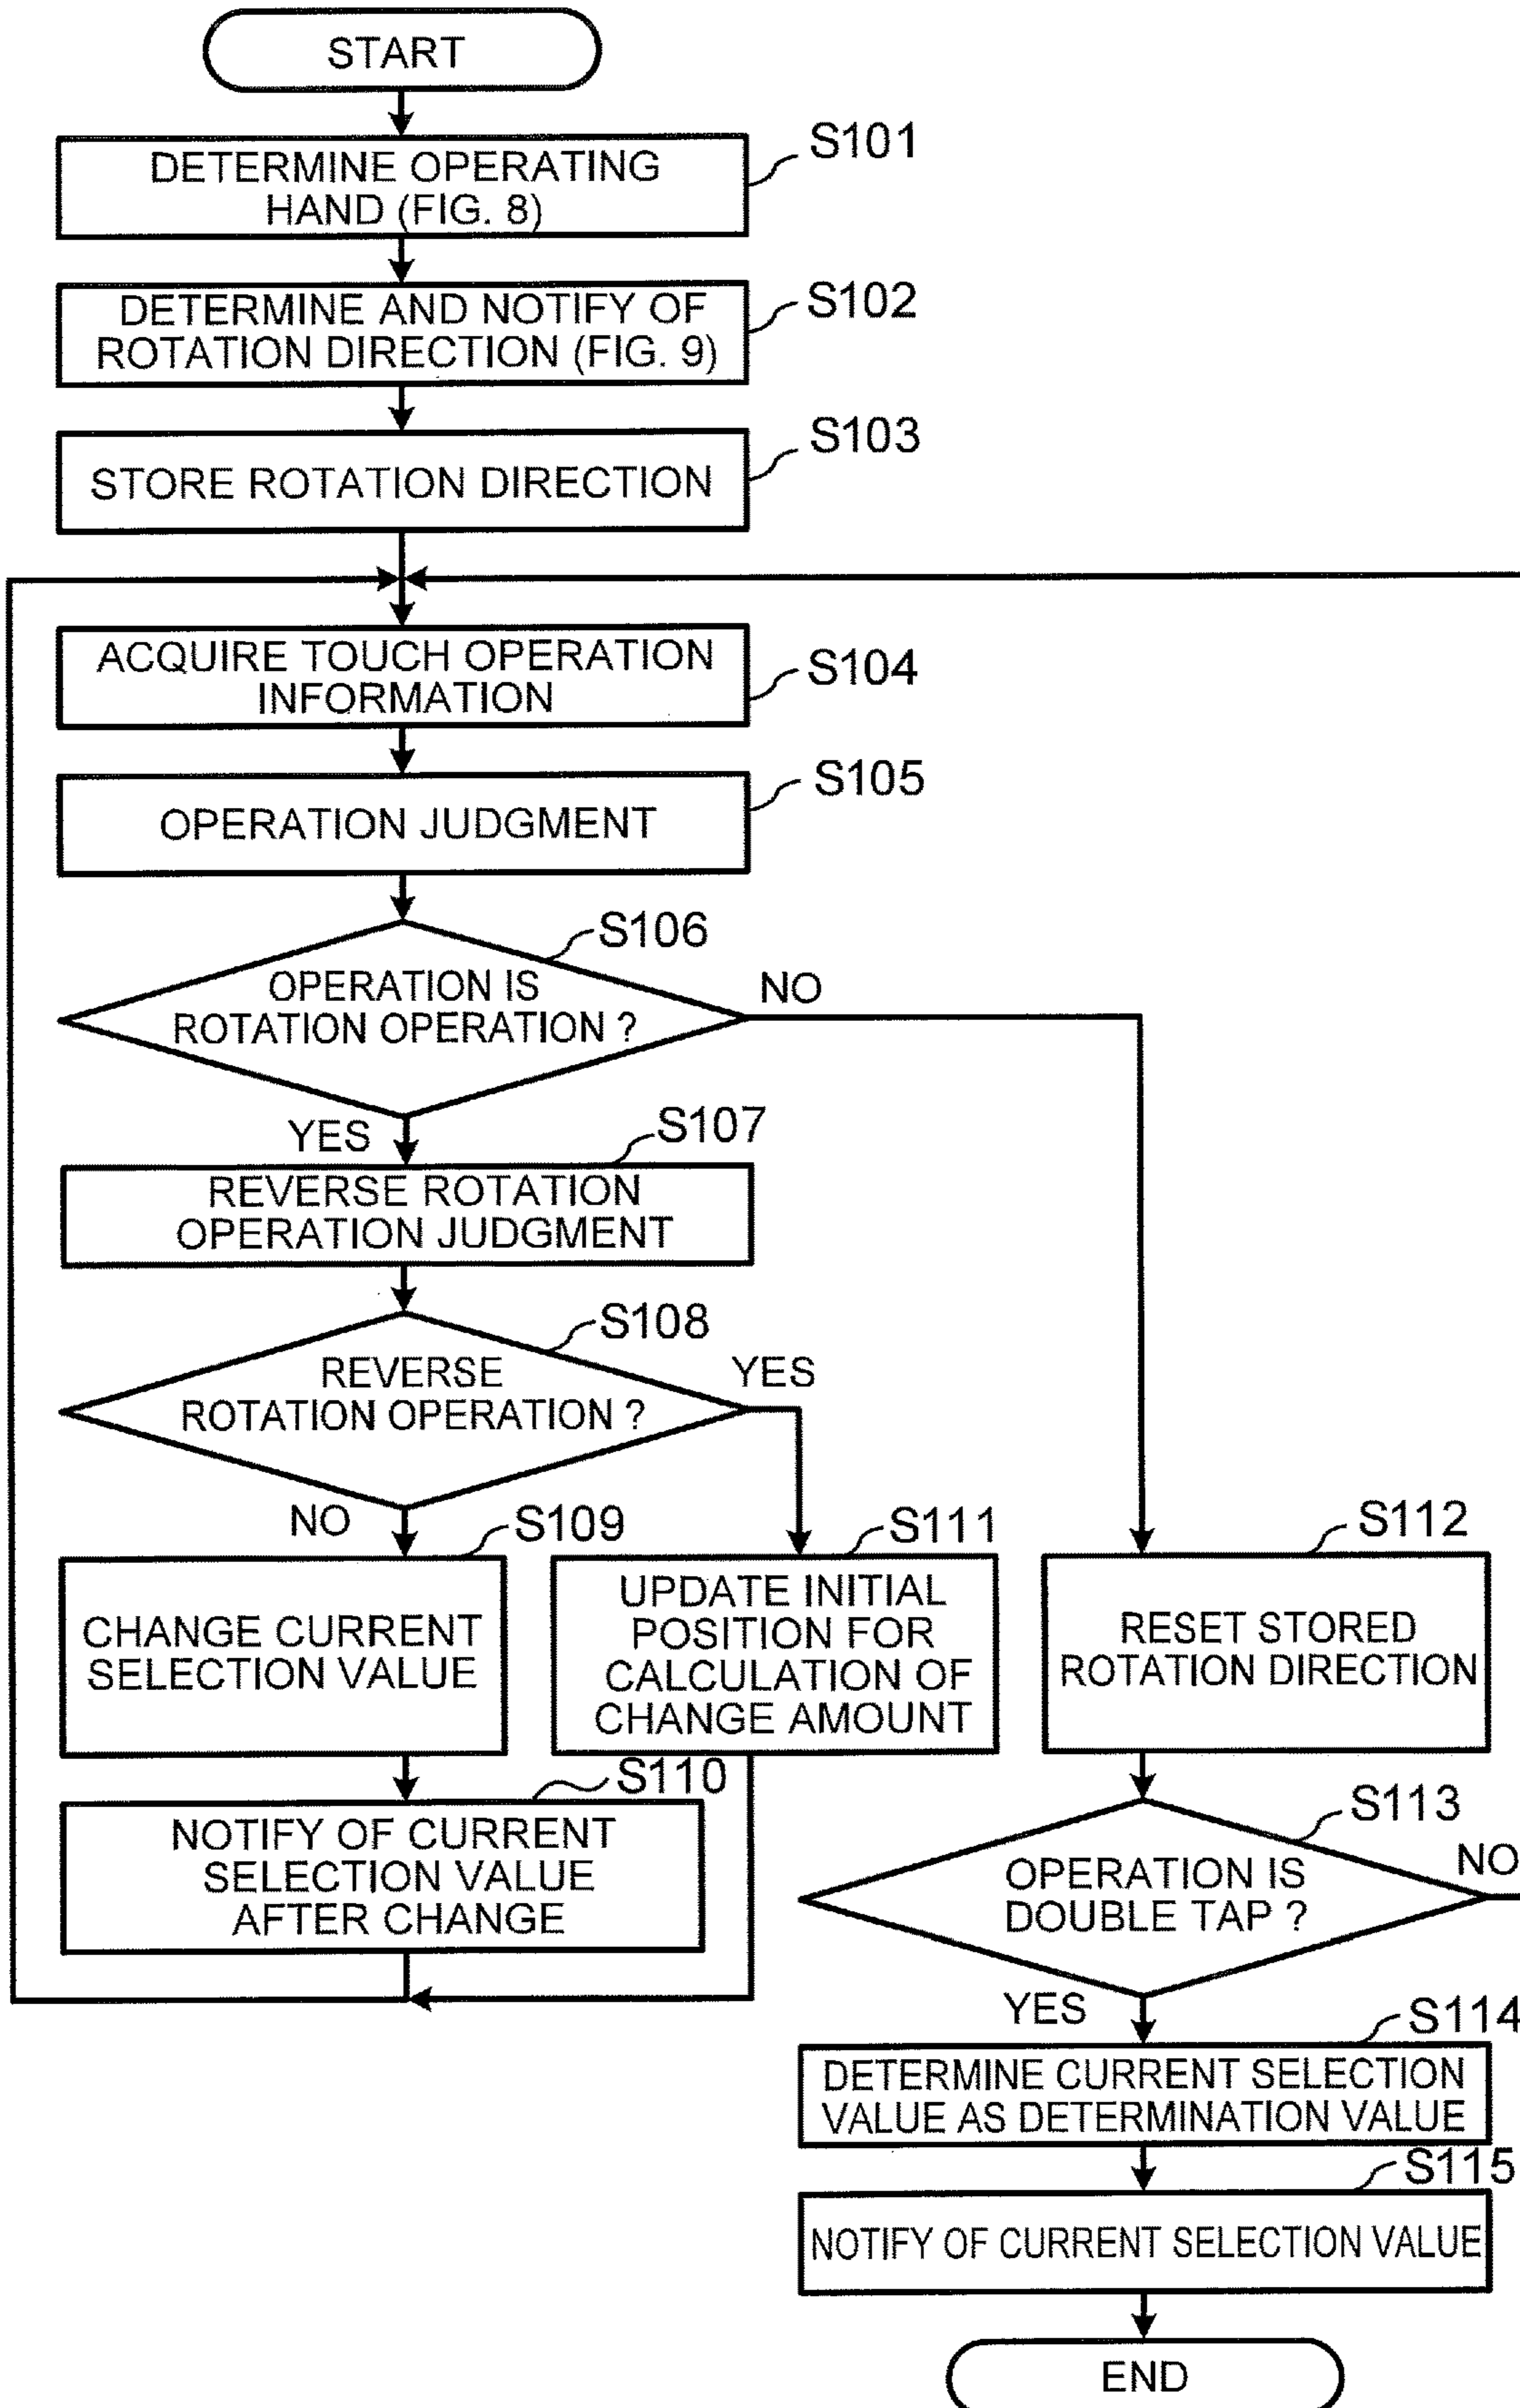 START
S101
DETERMINE OPERATING
HAND (FIG. 8)
S102
DETERMINE AND NOTIFY OF
ROTATION DIRECTION (FIG. 9)
S103
STORE ROTATION DIRECTION
ACQUIRE TOUCH OPERATION
INFORMATION
S104
S105
OPERATION JUDGMENT
S106
OPERATION IS
ROTATION OPERATION ?
NO
YES
S107
REVERSE ROTATION
OPERATION JUDGMENT
S108
REVERSE
ROTATION OPERATION ?
YES
NO
S109
CHANGE CURRENT
SELECTION VALUE
S111
UPDATE INITIAL
POSITION FOR
CALCULATION OF
CHANGE AMOUNT
S112
RESET STORED
ROTATION DIRECTION
S110
NOTIFY OF CURRENT
SELECTION VALUE
AFTER CHANGE
S113
OPERATION IS
DOUBLE TAP ?
NO
YES
S114
DETERMINE CURRENT SELECTION
VALUE AS DETERMINATION VALUE
S115
NOTIFY OF CURRENT SELECTION VALUE
END